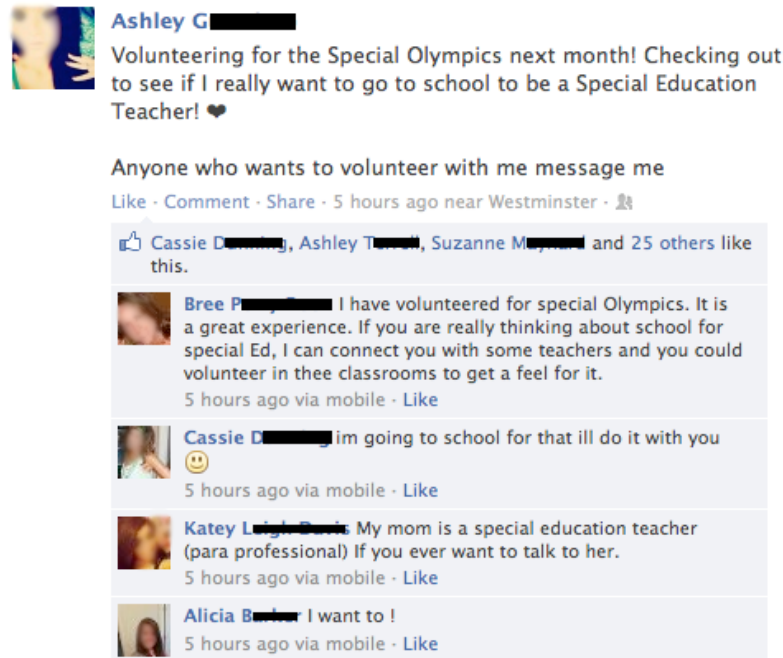 Ashley G
Volunteering for the Special Olympics next month! Checking out
to see if I really want to go to school to be a Special Education
Teacher! ❤
Anyone who wants to volunteer with me message me
Like · Comment · Share · 5 hours ago near Westminster ·
Cassie D, Ashley T, Suzanne M and 25 others like
this.
Bree P I have volunteered for special Olympics. It is
a great experience. If you are really thinking about school for
special Ed, I can connect you with some teachers and you could
volunteer in thee classrooms to get a feel for it.
5 hours ago via mobile · Like
Cassie D im going to school for that ill do it with you
5 hours ago via mobile · Like
Katey L My mom is a special education teacher
(para professional) If you ever want to talk to her.
5 hours ago via mobile · Like
Alicia B I want to !
5 hours ago via mobile · Like